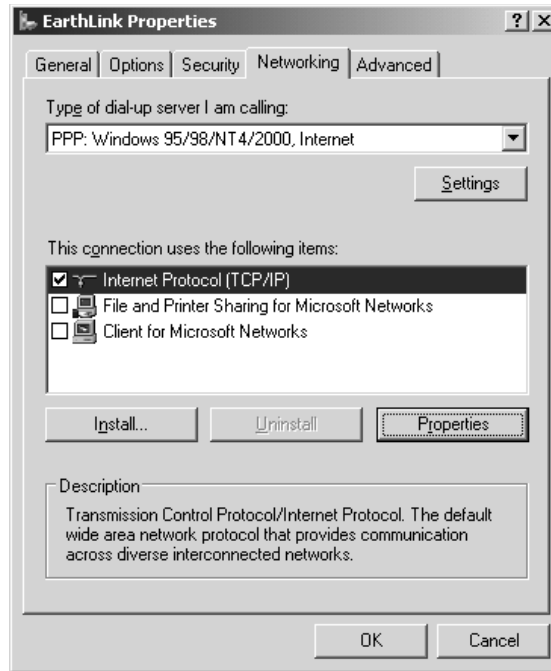 EarthLink Properties
General Options Security Networking Advanced
Type of dial-up server I am calling:
PPP: Windows 95/98/NT4/2000, Internet
Settings
This connection uses the following items:
Internet Protocol (TCP/IP)
File and Printer Sharing for Microsoft Networks
Client for Microsoft Networks
Install... Uninstall Properties
Description
Transmission Control Protocol/Internet Protocol. The default
wide area network protocol that provides communication
across diverse interconnected networks.
OK Cancel